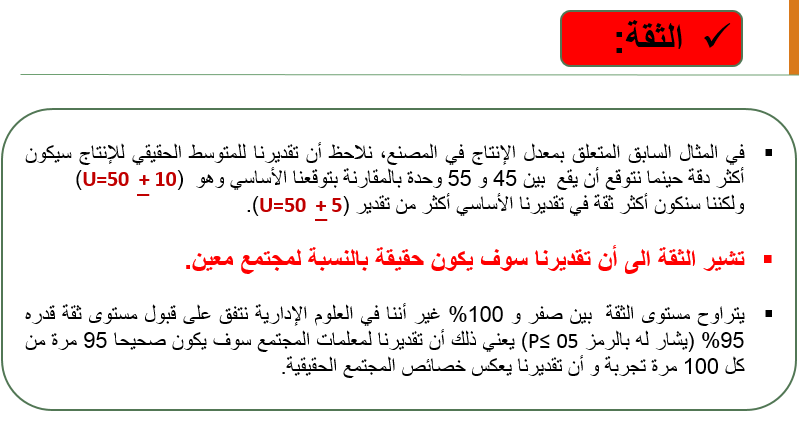 ✓ الثقة:
▪ في المثال السابق المتعلق بمعدل الإنتاج في المصنع، نلاحظ أن تقديرنا للمتوسط الحقيقي للإنتاج سيكون
أكثر دقة حينما نتوقع أن يقع بين 45 و 55 وحدة بالمقارنة بتوقعنا الأساسي وهو (U=50 ± 10)
ولكننا سنكون أكثر ثقة في تقديرنا الأساسي أكثر من تقدير (U=50 ± 5).
▪ تشير الثقة الى أن تقديرنا سوف يكون حقيقة بالنسبة لمجتمع معين.
▪ يتراوح مستوى الثقة بين صفر و 100% غير أننا في العلوم الإدارية نتفق على قبول مستوى ثقة قدره
95% (يشار له بالرمز P≤ 05) يعني ذلك أن تقديرنا لمعلمات المجتمع سوف يكون صحيحا 95 مرة من
كل 100 مرة تجربة و أن تقديرنا يعكس خصائص المجتمع الحقيقية.